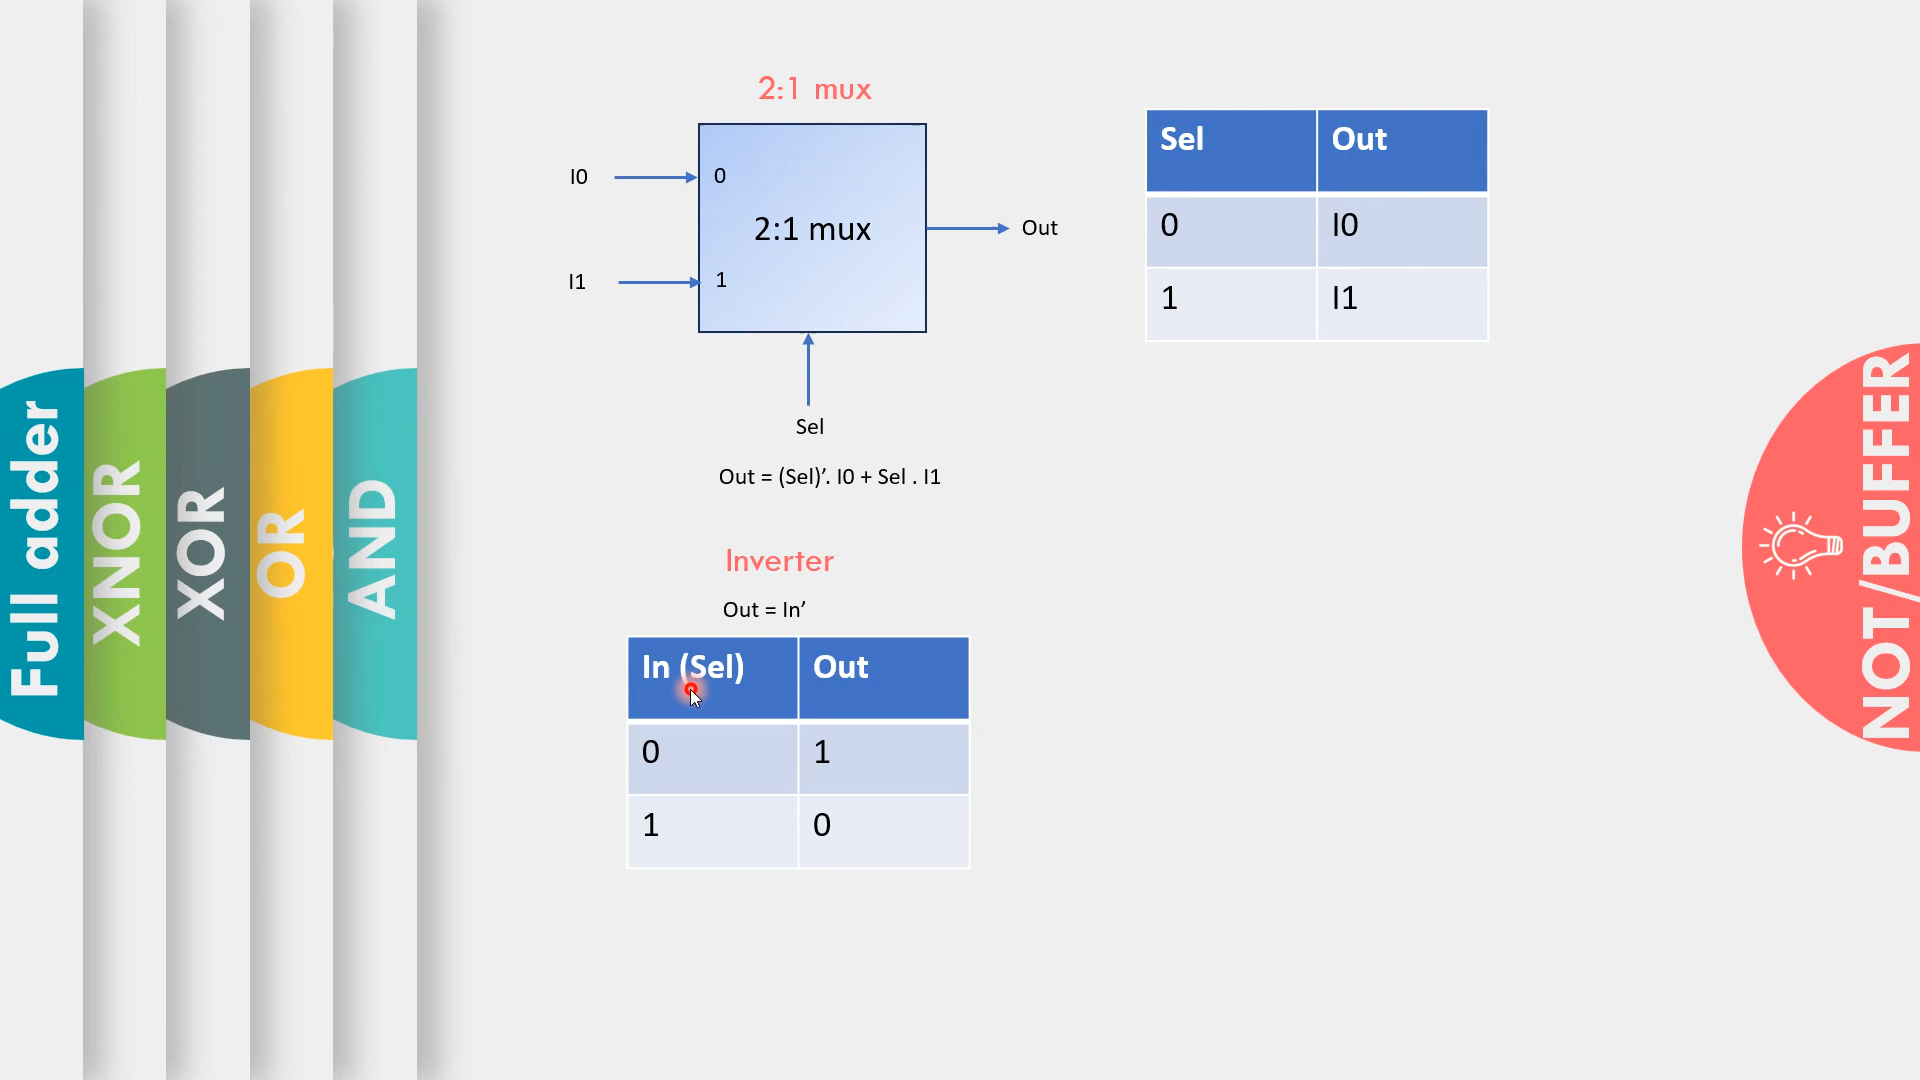 Full adder
XNOR
XOR
OR
AND
2:1 mux
I0
0
2:1 mux
Out
I1
1
Sel
Out = (Sel)’. I0 + Sel . I1
Sel Out
0 I0
1 I1
Inverter
Out = In’
In (Sel) Out
0 1
1 0
NOT/BUFFER